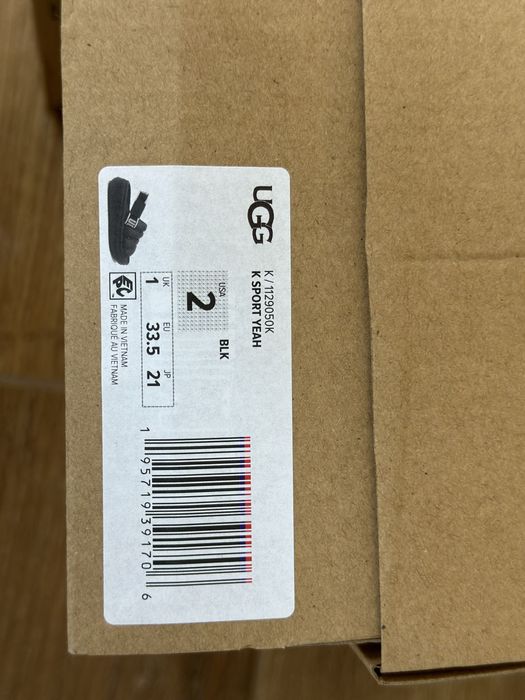 UGG
K / 1129050K
K SPORT YEAH
BLK
USA
2
UK EU JP
1 33.5 21
MADE IN VIETNAM
FABRIQUÉ AU VIETNAM
1 95719 39170 6